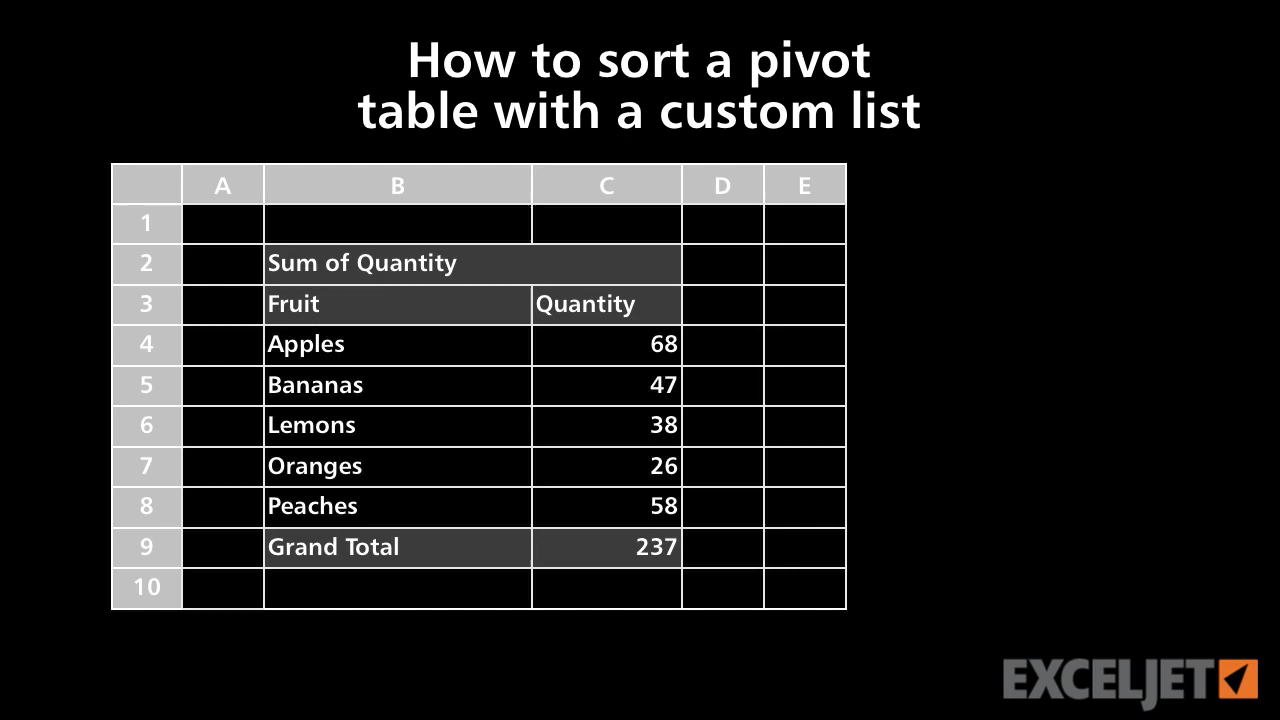 How to sort a pivot
table with a custom list
A B C D E
1
2 Sum of Quantity
3 Fruit Quantity
4 Apples 68
5 Bananas 47
6 Lemons 38
7 Oranges 26
8 Peaches 58
9 Grand Total 237
10
EXCELJET